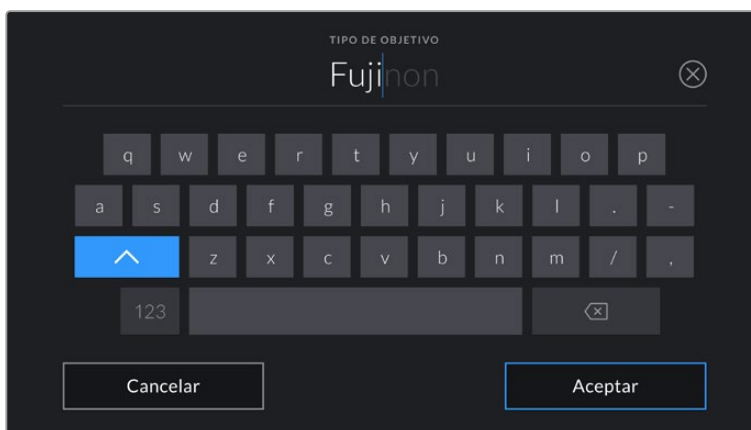 TIPO DE OBJETIVO
Fujinon
q w e r t y u i o p
a s d f g h j k l . -
z x c v b n m / ,
123
Cancelar Aceptar